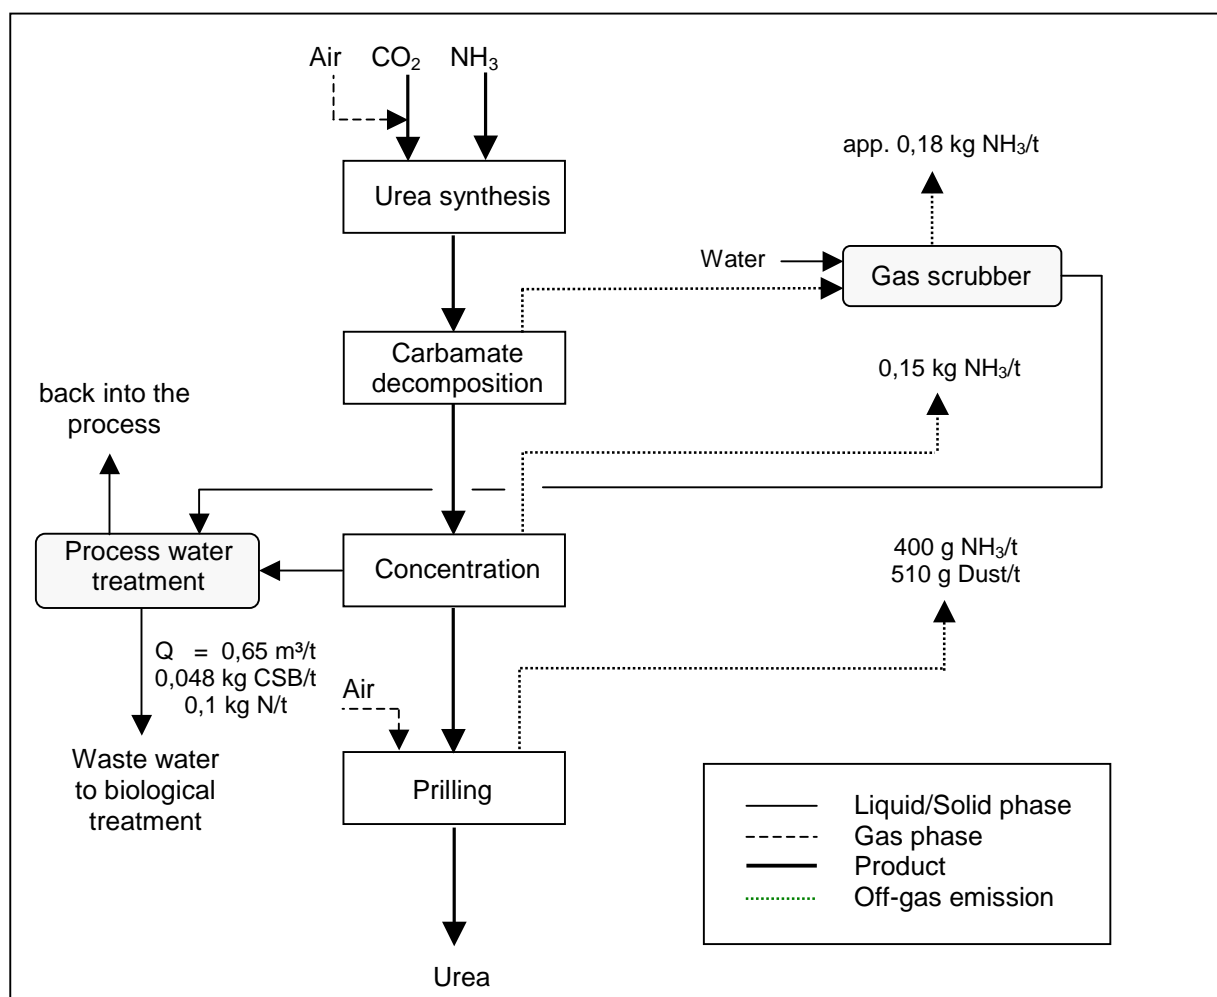 Air CO₂ NH₃
Urea synthesis
app. 0,18 kg NH₃/t
Water
Gas scrubber
Carbamate
decomposition
0,15 kg NH₃/t
back into the
process
Process water
treatment
Concentration
400 g NH₃/t
510 g Dust/t
Q = 0,65 m³/t
0,048 kg CSB/t
0,1 kg N/t
Air
Waste water
to biological
treatment
Prilling
Liquid/Solid phase
Gas phase
Product
Off-gas emission
Urea